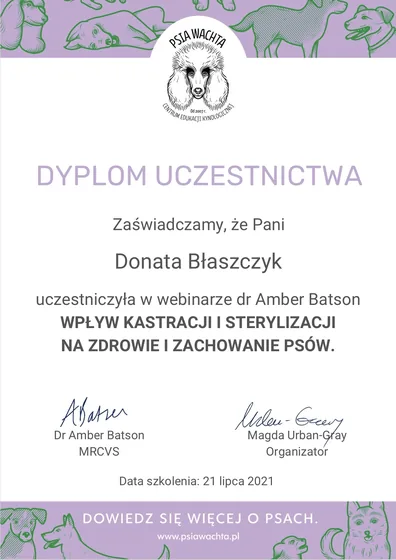 PSIA WACHTA
CENTRUM EDUKACJI KYNOLOGICZNEJ
DYPLOM UCZESTNICTWA
Zaświadczamy, że Pani
Donata Błaszczyk
uczestniczyła w webinarze dr Amber Batson
WPŁYW KASTRACJI I STERYLIZACJI
NA ZDROWIE I ZACHOWANIE PSÓW.
ABatson
Dr Amber Batson
MRCVS
Magda Urban-Gray
Organizator
Data szkolenia: 21 lipca 2021
DOWIEDZ SIĘ WIĘCEJ O PSACH.
www.psiawachta.pl